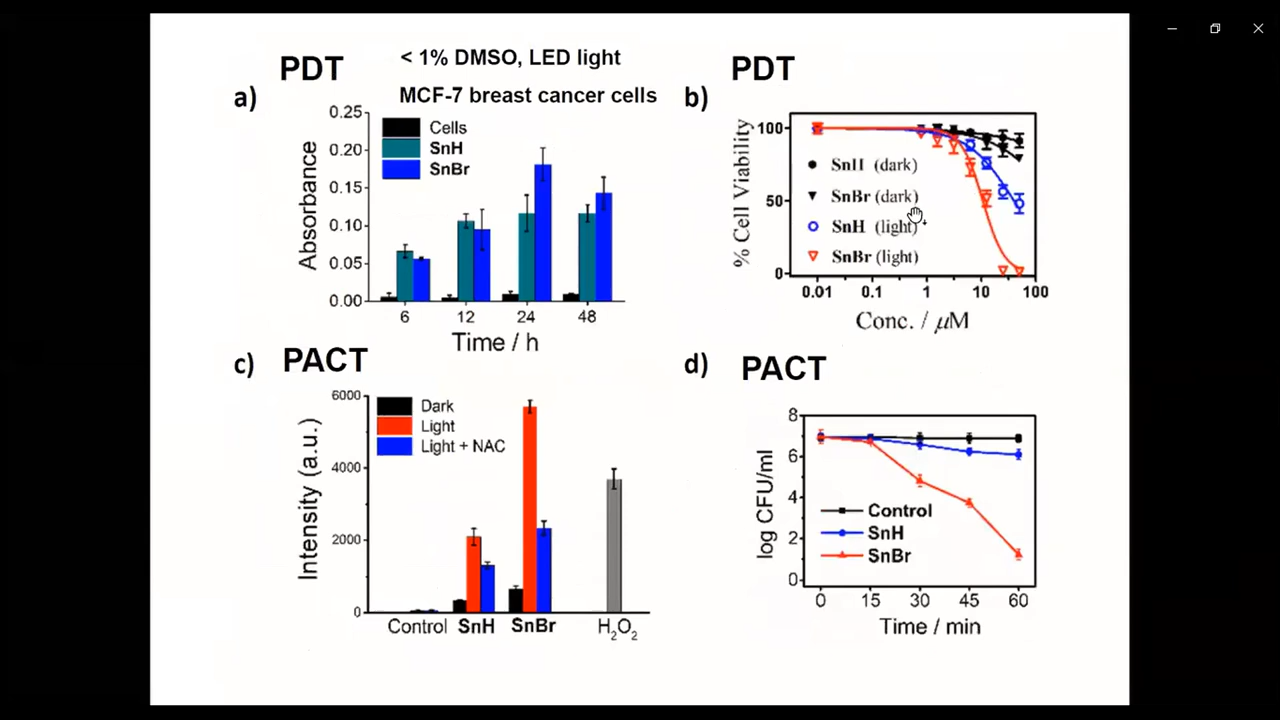 PDT
< 1% DMSO, LED light
MCF-7 breast cancer cells
a)
0.25
0.20
0.15
0.10
0.05
0.00
Absorbance
Cells
SnH
SnBr
6 12 24 48
Time / h
PDT
b)
100
50
0
% Cell Viability
SnH (dark)
SnBr (dark)
SnH (light)
SnBr (light)
0.01 0.1 1 10 100
Conc. / µM
PACT
c)
6000
4000
2000
0
Intensity (a.u.)
Dark
Light
Light + NAC
Control SnH SnBr H₂O₂
PACT
d)
8
6
4
2
0
log CFU/ml
Control
SnH
SnBr
0 15 30 45 60
Time / min